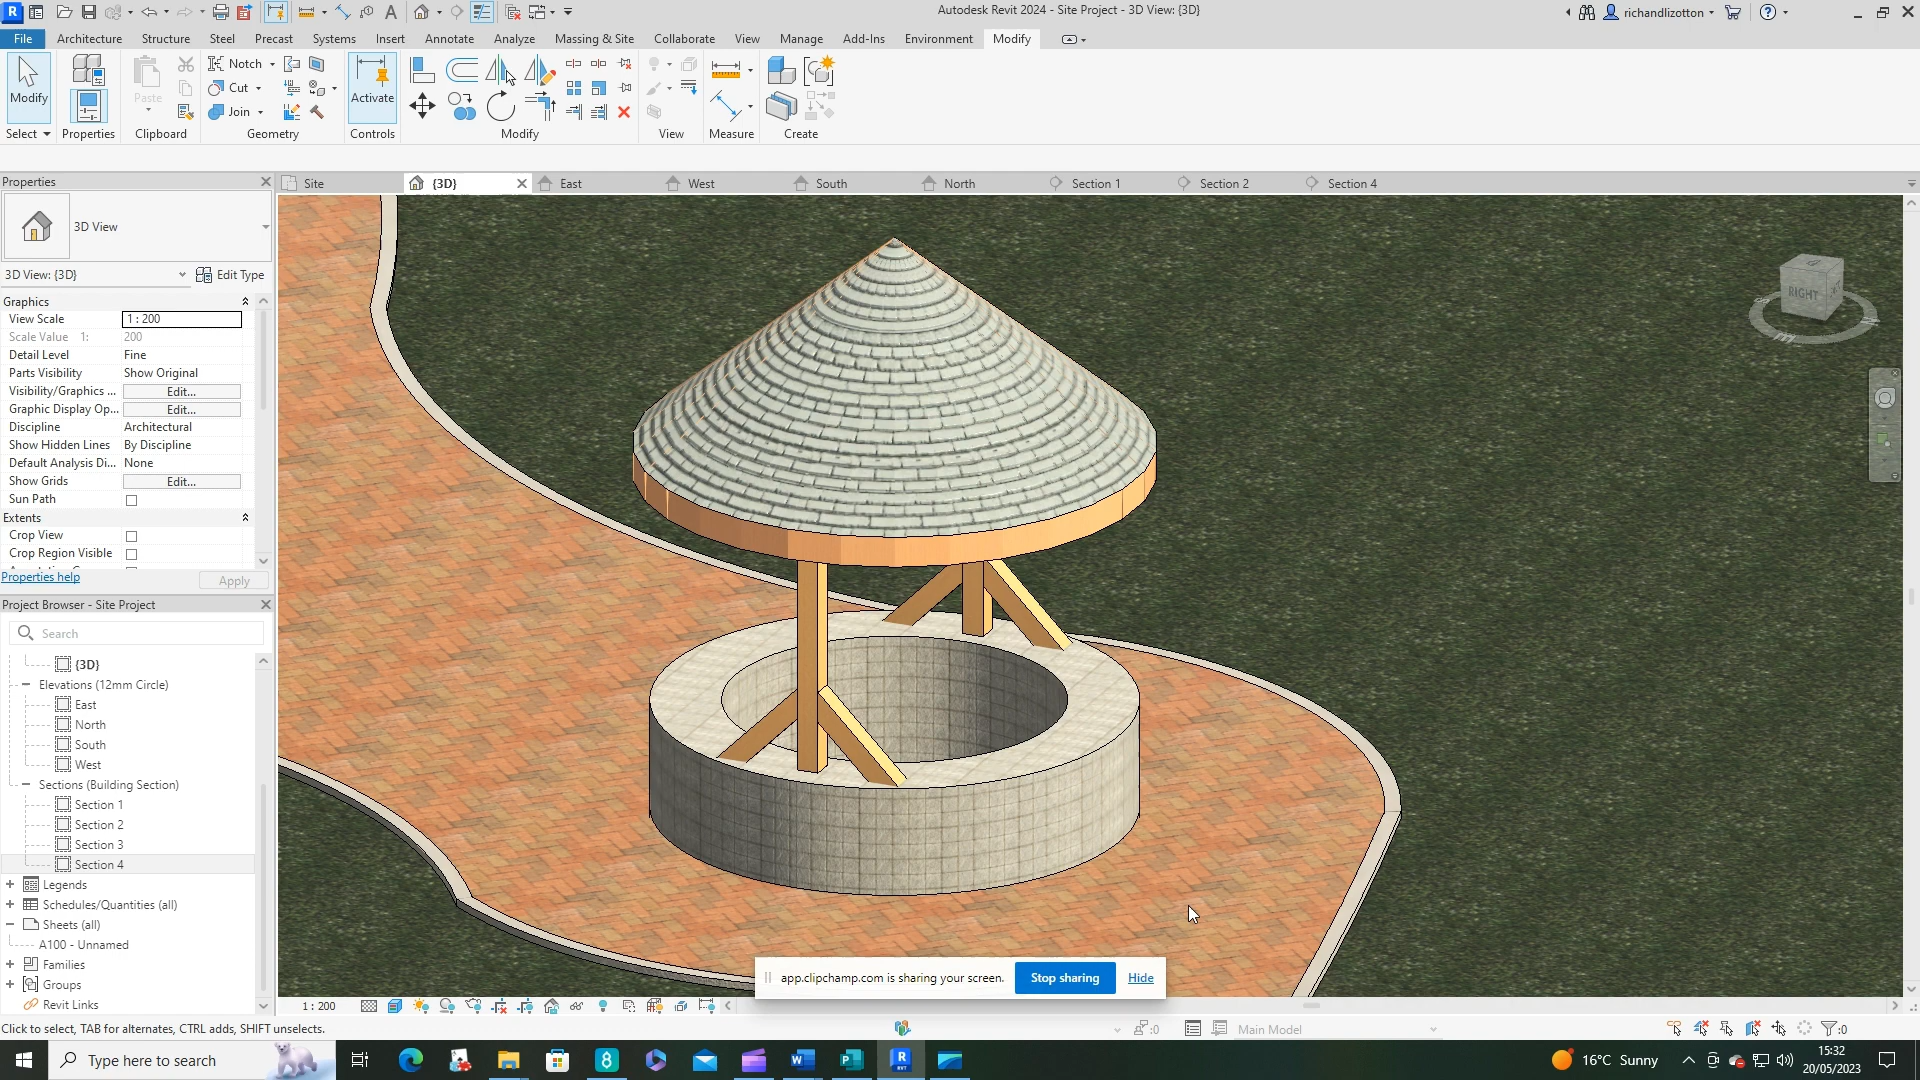 Autodesk Revit 2024 - Site Project - 3D View: {3D}
richandlizotton
File Architecture Structure Steel Precast Systems Insert Annotate Analyze Massing & Site Collaborate View Manage Add-Ins Environment Modify
Modify
Paste
Notch
Cut
Join
Activate
Select Properties Clipboard Geometry Controls Modify View Measure Create
Properties
Site {3D} East West South North Section 1 Section 2 Section 4
3D View
3D View: {3D} Edit Type
Graphics
View Scale 1 : 200
Scale Value 1: 200
Detail Level Fine
Parts Visibility Show Original
Visibility/Graphics ... Edit...
Graphic Display Op... Edit...
Discipline Architectural
Show Hidden Lines By Discipline
Default Analysis Di... None
Show Grids Edit...
Sun Path
Extents
Crop View
Crop Region Visible
Properties help Apply
Project Browser - Site Project
Search
{3D}
Elevations (12mm Circle)
East
North
South
West
Sections (Building Section)
Section 1
Section 2
Section 3
Section 4
Legends
Schedules/Quantities (all)
Sheets (all)
A100 - Unnamed
Families
Groups
Revit Links
RIGHT
app.clipchamp.com is sharing your screen. Stop sharing Hide
1 : 200
Click to select, TAB for alternates, CTRL adds, SHIFT unselects.
:0 Main Model :0
Type here to search
16°C Sunny
15:32
20/05/2023